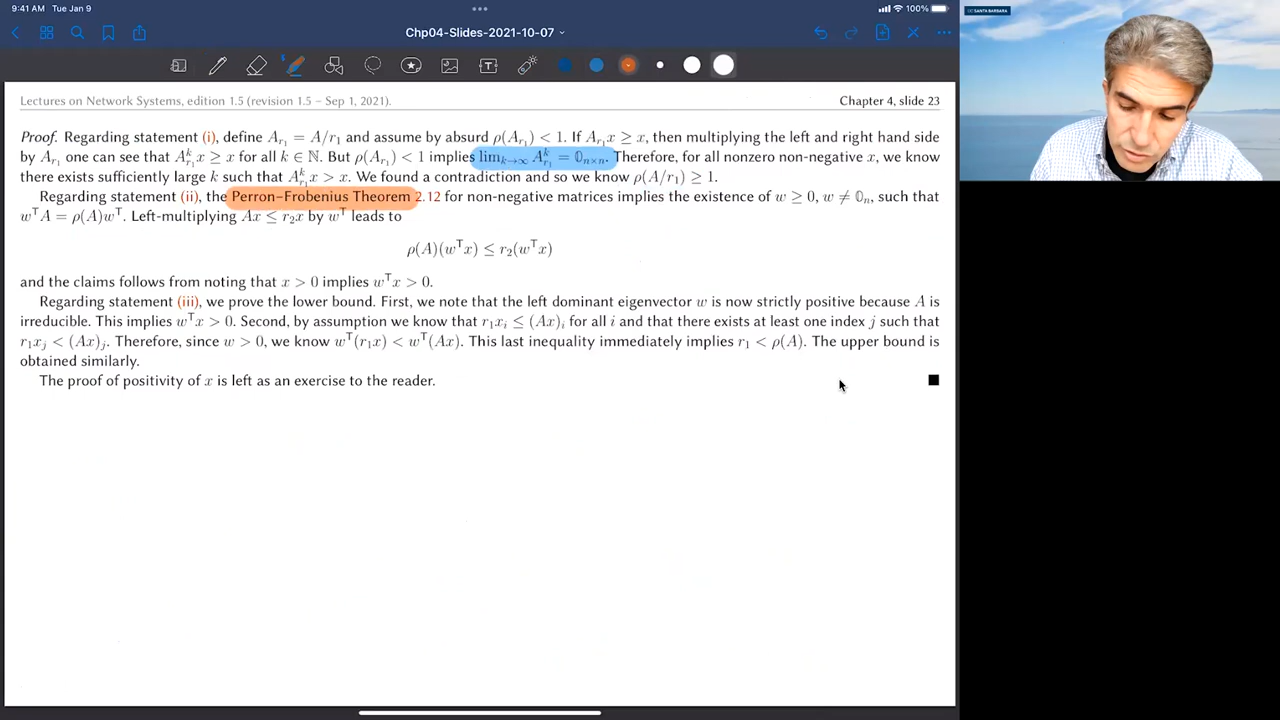 9:41 AM Tue Jan 9
100%
Chp04-Slides-2021-10-07
SANTA BARBARA
Lectures on Network Systems, edition 1.5 (revision 1.5 – Sep 1, 2021).
Chapter 4, slide 23
Proof. Regarding statement (i), define A_{r_1} = A/r_1 and assume by absurd ρ(A_{r_1}) < 1. If A_{r_1}x ≥ x, then multiplying the left and right hand side
by A_{r_1} one can see that A^k_{r_1}x ≥ x for all k ∈ ℕ. But ρ(A_{r_1}) < 1 implies lim_{k→∞} A^k_{r_1} = 𝟘_{n×n}. Therefore, for all nonzero non-negative x, we know
there exists sufficiently large k such that A^k_{r_1}x > x. We found a contradiction and so we know ρ(A/r_1) ≥ 1.
Regarding statement (ii), the Perron–Frobenius Theorem 2.12 for non-negative matrices implies the existence of w ≥ 0, w ≠ 𝟘_n, such that
w^⊤A = ρ(A)w^⊤. Left-multiplying Ax ≤ r_2x by w^⊤ leads to
ρ(A)(w^⊤x) ≤ r_2(w^⊤x)
and the claims follows from noting that x > 0 implies w^⊤x > 0.
Regarding statement (iii), we prove the lower bound. First, we note that the left dominant eigenvector w is now strictly positive because A is
irreducible. This implies w^⊤x > 0. Second, by assumption we know that r_1x_i ≤ (Ax)_i for all i and that there exists at least one index j such that
r_1x_j < (Ax)_j. Therefore, since w > 0, we know w^⊤(r_1x) < w^⊤(Ax). This last inequality immediately implies r_1 < ρ(A). The upper bound is
obtained similarly.
The proof of positivity of x is left as an exercise to the reader.